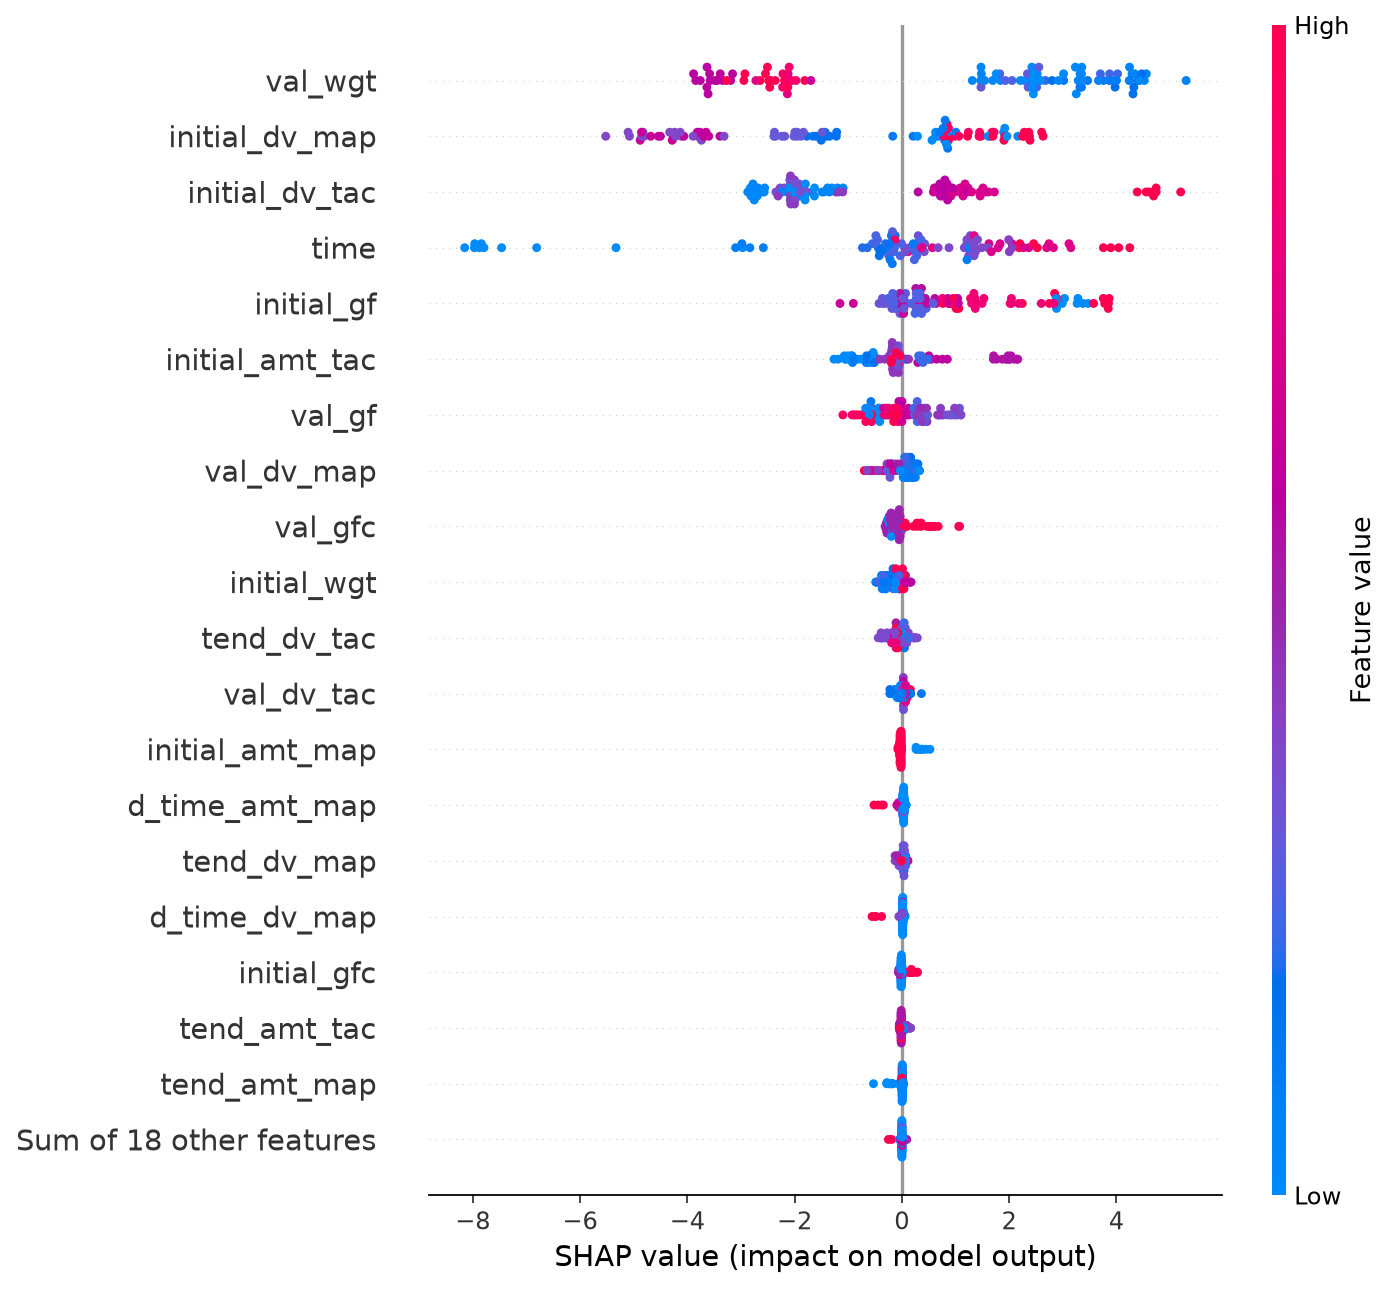 High
val_wgt
initial_dv_map
initial_dv_tac
time
initial_gf
initial_amt_tac
val_gf
val_dv_map
val_gfc
initial_wgt
tend_dv_tac
val_dv_tac
initial_amt_map
d_time_amt_map
tend_dv_map
d_time_dv_map
initial_gfc
tend_amt_tac
tend_amt_map
Sum of 18 other features
Feature value
Low
−8 −6 −4 −2 0 2 4
SHAP value (impact on model output)